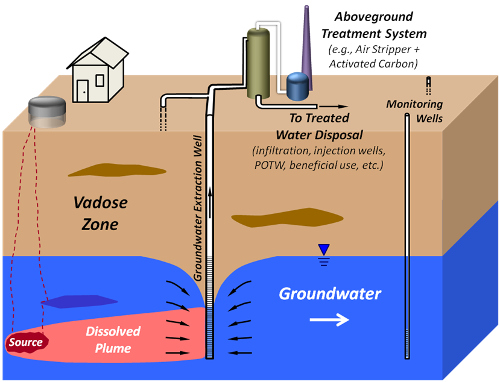 Aboveground
Treatment System
(e.g., Air Stripper +
Activated Carbon)
Monitoring
Wells
To Treated
Water Disposal
(infiltration, injection wells,
POTW, beneficial use, etc.)
Groundwater Extraction Well
Vadose
Zone
Groundwater
Dissolved
Plume
Source